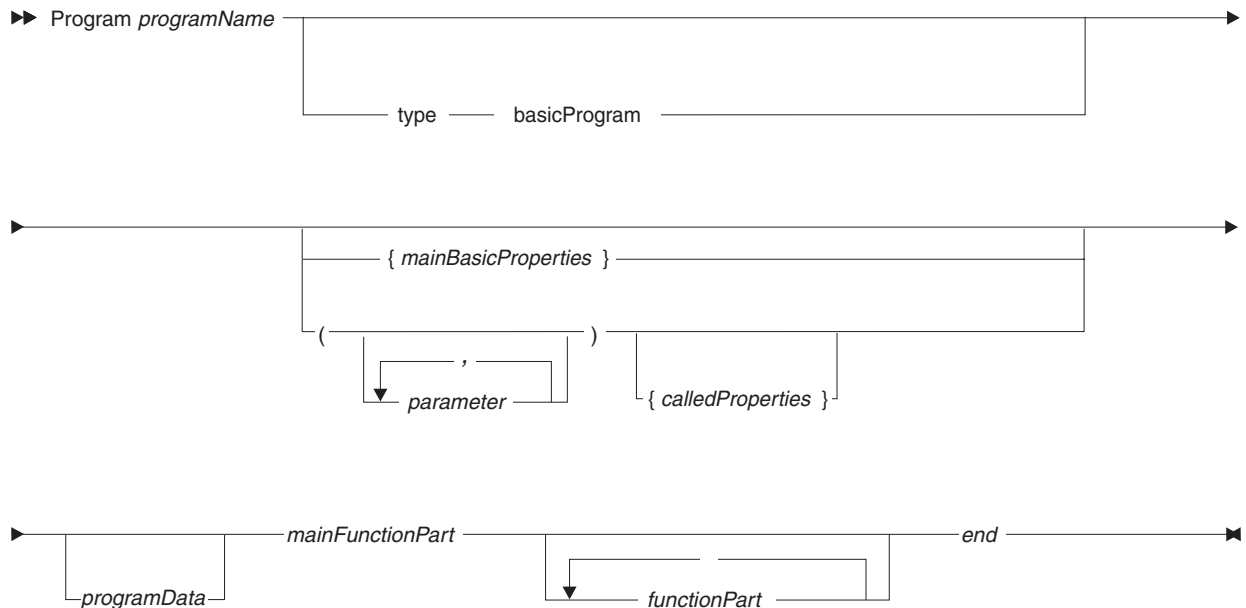 Program programName
type basicProgram
{ mainBasicProperties }
( )
,
parameter
{ calledProperties }
mainFunctionPart end
programData
functionPart